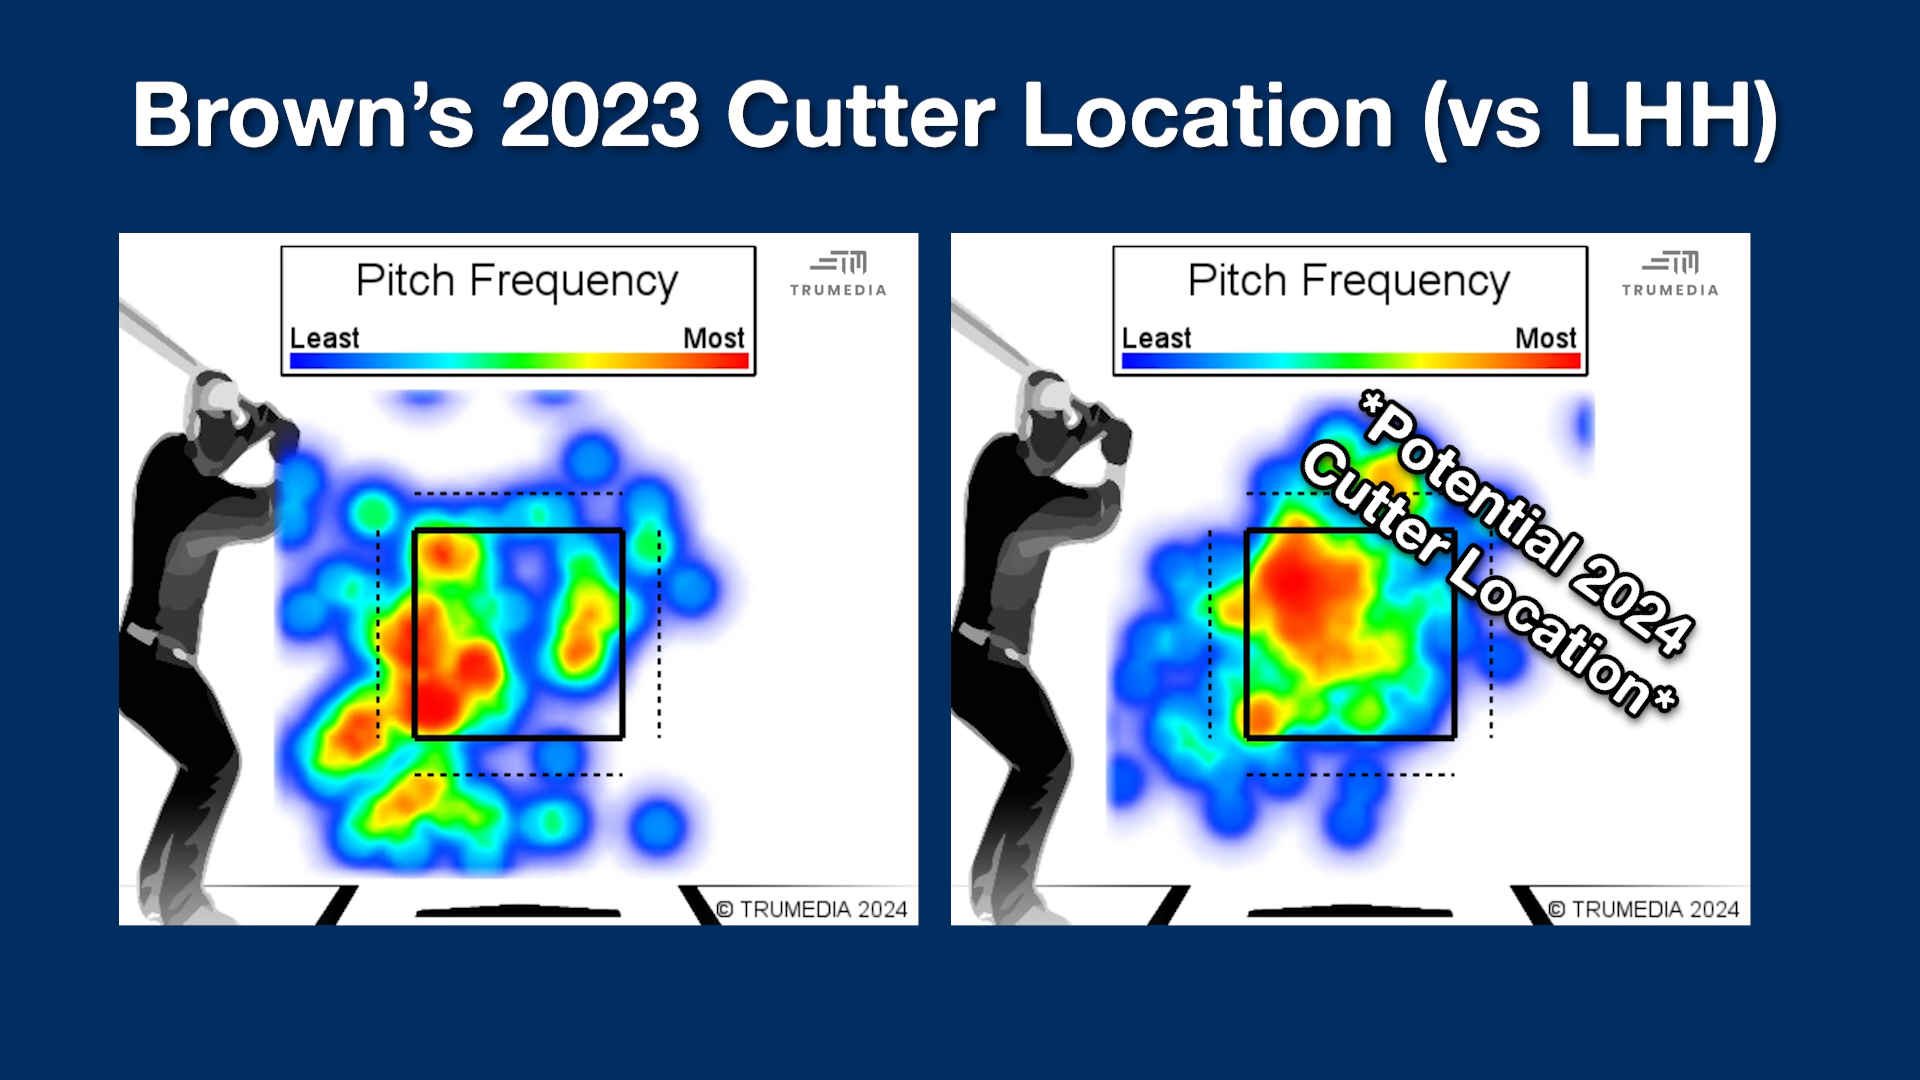 Brown’s 2023 Cutter Location (vs LHH)
Pitch Frequency
Least Most
TRUMEDIA
© TRUMEDIA 2024
Pitch Frequency
Least Most
TRUMEDIA
*Potential 2024
Cutter Location*
© TRUMEDIA 2024